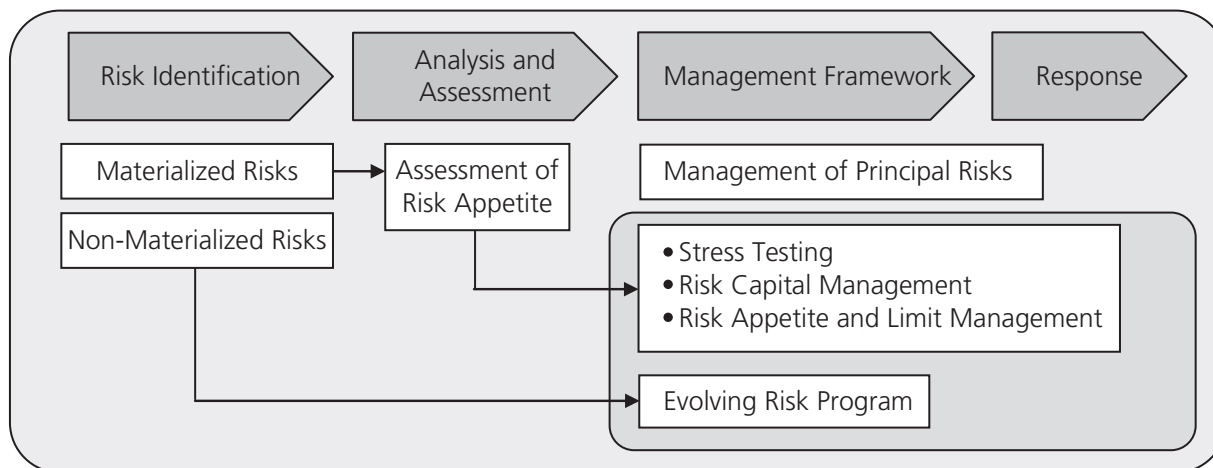 Risk Identification
Analysis and
Assessment
Management Framework
Response
Materialized Risks
Non-Materialized Risks
Assessment of
Risk Appetite
Management of Principal Risks
• Stress Testing
• Risk Capital Management
• Risk Appetite and Limit Management
Evolving Risk Program